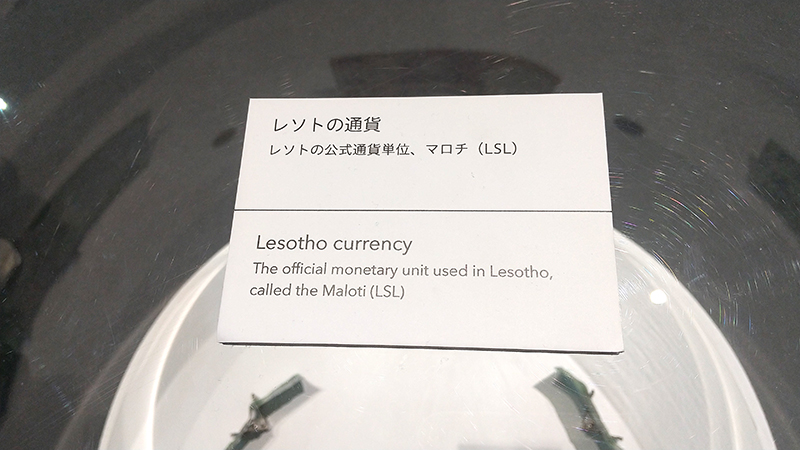 レソトの通貨
レソトの公式通貨単位、マロチ（LSL）
Lesotho currency
The official monetary unit used in Lesotho,
called the Maloti (LSL)